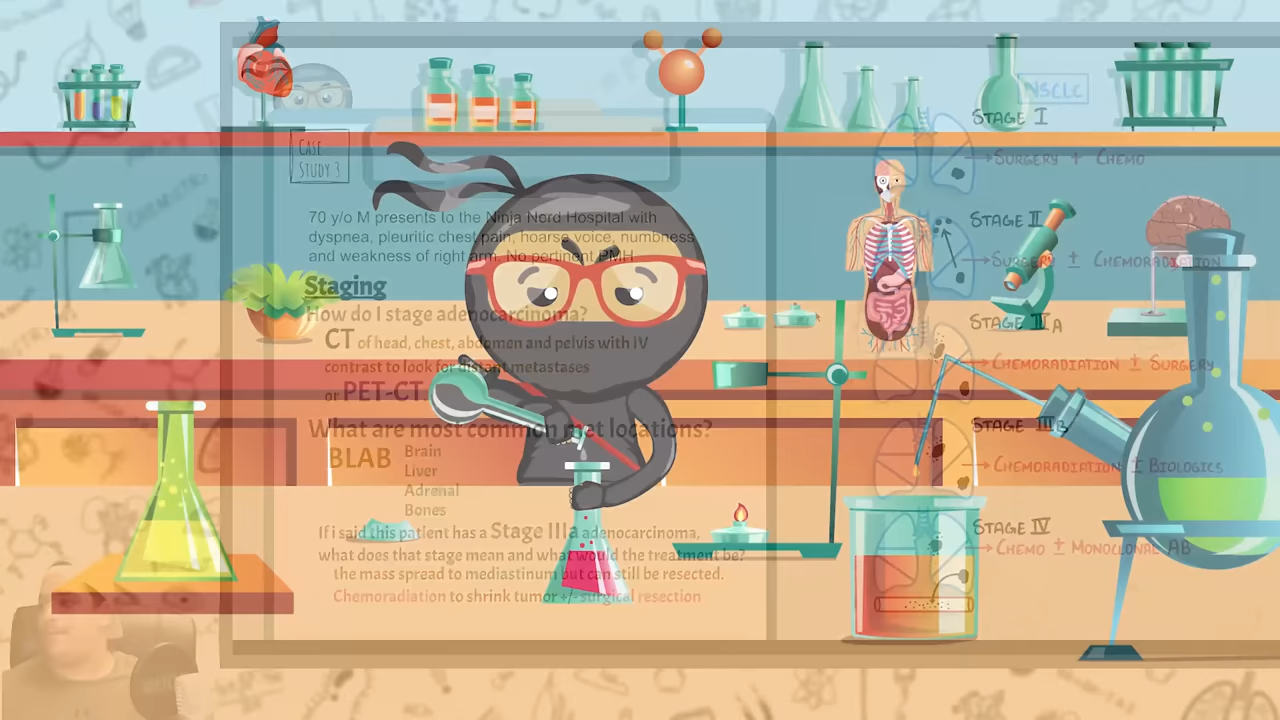 CASE
STUDY 3
70 y/o M presents to the Ninja Nerd Hospital with
dyspnea, pleuritic chest pain, hoarse voice, numbness
and weakness of right arm. No pertinent PMH
Staging
How do I stage adenocarcinoma?
CT of head, chest, abdomen and pelvis with IV
contrast to look for distant metastases
or PET-CT
What are most common met locations?
BLAB
Brain
Liver
Adrenal
Bones
If i said this patient has a Stage IIIa adenocarcinoma,
what does that stage mean and what would the treatment be?
the mass spread to mediastinum but can still be resected.
Chemoradiation to shrink tumor +/- surgical resection
NSCLC
STAGE I
→SURGERY + CHEMO
STAGE II
→SURGERY ± CHEMORADIATION
STAGE IIIA
→CHEMORADIATION ± SURGERY
STAGE IIIB
→CHEMORADIATION ± BIOLOGICS
STAGE IV
→CHEMO ± MONOCLONAL AB